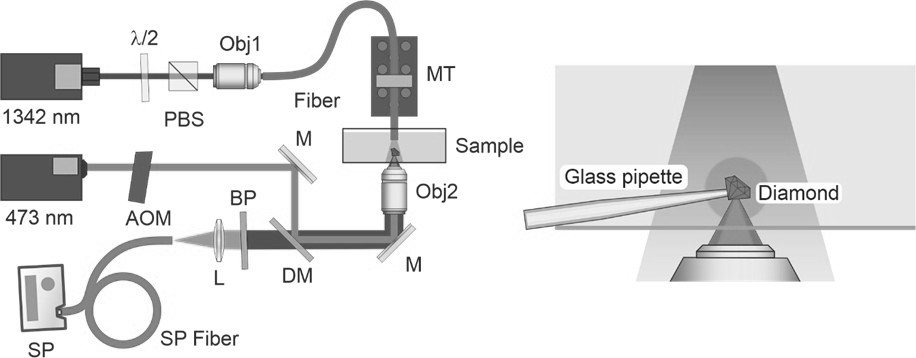 λ/2
Obj1
MT
Fiber
1342 nm
PBS
M
Sample
Obj2
473 nm
AOM
BP
L
DM
M
SP
SP Fiber
Glass pipette
Diamond